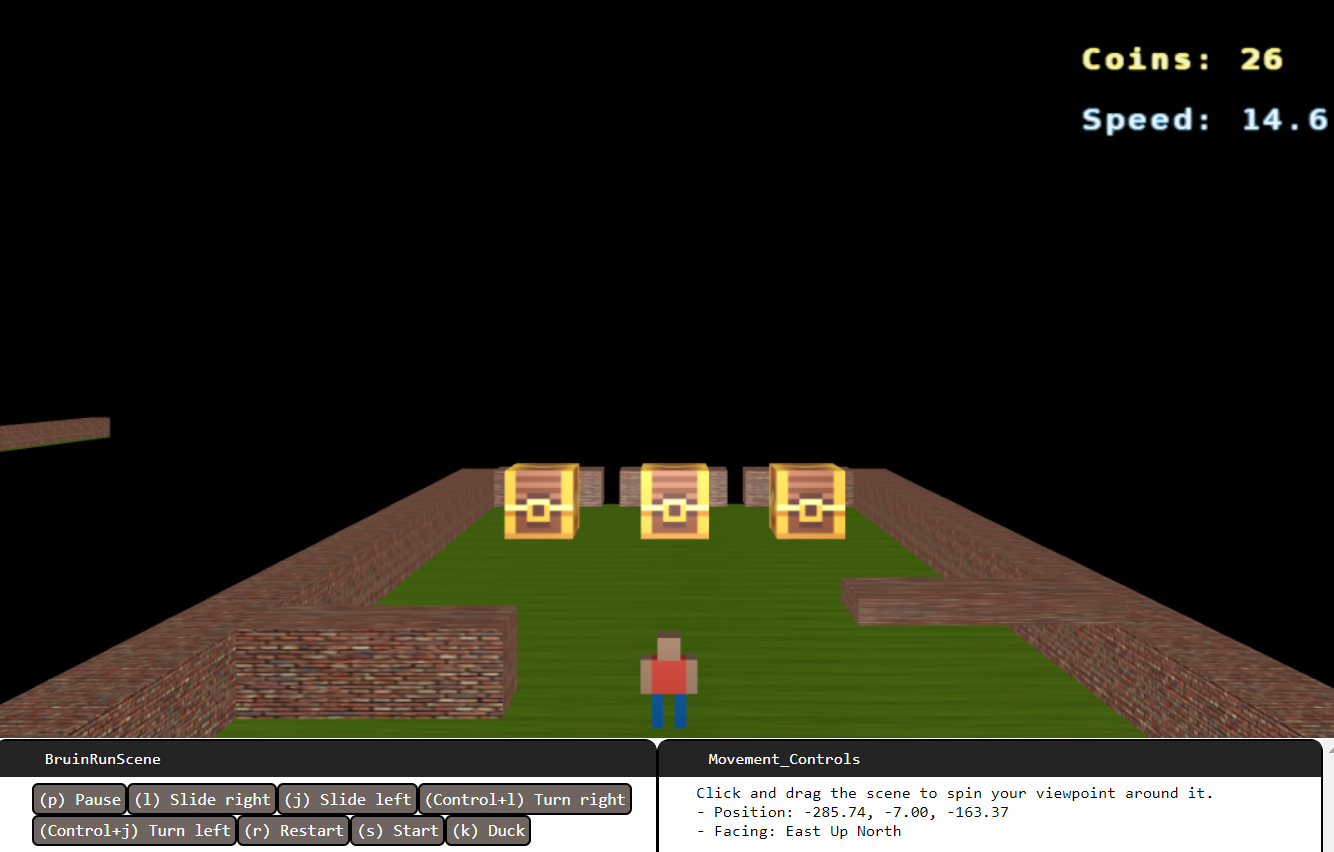 Coins: 26
Speed: 14.6
BruinRunScene
(p) Pause (l) Slide right (j) Slide left (Control+l) Turn right
(Control+j) Turn left (r) Restart (s) Start (k) Duck
Movement_Controls
Click and drag the scene to spin your viewpoint around it.
- Position: -285.74, -7.00, -163.37
- Facing: East Up North